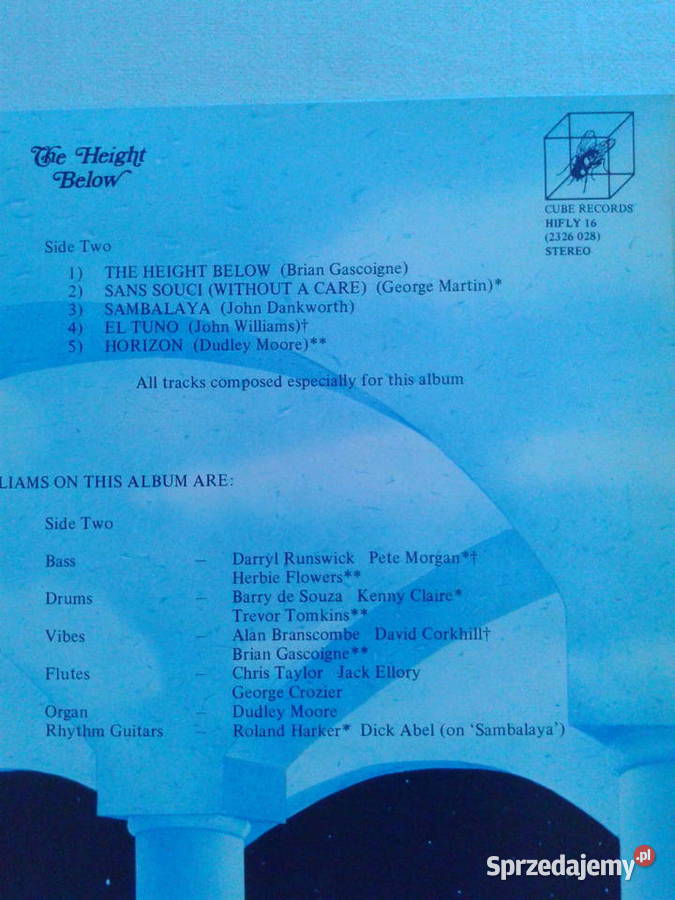 The Height
Below
CUBE RECORDS
HIFLY 16
(2326 028)
STEREO
Side Two
1) THE HEIGHT BELOW (Brian Gascoigne)
2) SANS SOUCI (WITHOUT A CARE) (George Martin)*
3) SAMBALAYA (John Dankworth)
4) EL TUNO (John Williams)†
5) HORIZON (Dudley Moore)**
All tracks composed especially for this album
LIAMS ON THIS ALBUM ARE:
Side Two
Bass – Darryl Runswick Pete Morgan*†
Herbie Flowers**
Drums – Barry de Souza Kenny Claire*
Trevor Tomkins**
Vibes – Alan Branscombe David Corkhill†
Brian Gascoigne**
Flutes – Chris Taylor Jack Ellory
George Crozier
Organ – Dudley Moore
Rhythm Guitars – Roland Harker* Dick Abel (on ‘Sambalaya’)
Sprzedajemy.pl